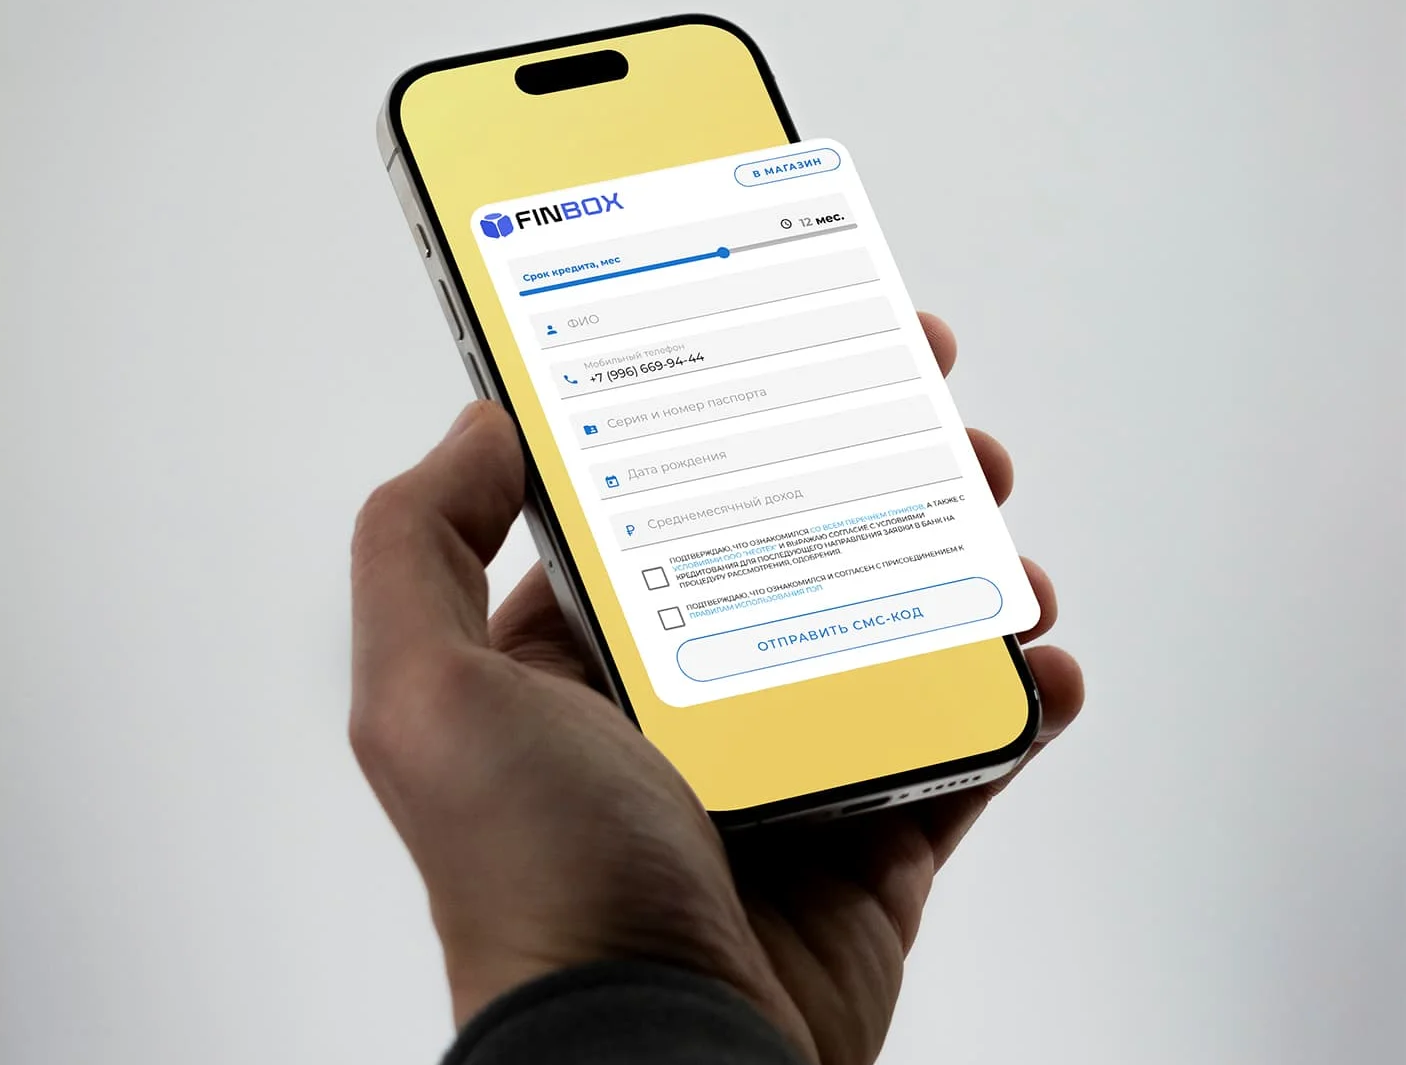 В МАГАЗИН
FINBOX
12 мес.
Срок кредита, мес
ФИО
Мобильный телефон
+7 (996) 669-94-44
Серия и номер паспорта
Дата рождения
Среднемесячный доход
ПОДТВЕРЖДАЮ, ЧТО ОЗНАКОМИЛСЯ СО ВСЕМ ПЕРЕЧНЕМ ПУНКТОВ, А ТАКЖЕ С
УСЛОВИЯМИ ООО "НЕОТЕХ" И ВЫРАЖАЮ СОГЛАСИЕ С УСЛОВИЯМИ
КРЕДИТОВАНИЯ ДЛЯ ПОСЛЕДУЮЩЕГО НАПРАВЛЕНИЯ ЗАЯВКИ В БАНК НА
ПРОЦЕДУРУ РАССМОТРЕНИЯ, ОДОБРЕНИЯ.
ПОДТВЕРЖДАЮ, ЧТО ОЗНАКОМИЛСЯ И СОГЛАСЕН С ПРИСОЕДИНЕНИЕМ К
ПРАВИЛАМ ИСПОЛЬЗОВАНИЯ ПЭП
ОТПРАВИТЬ СМС-КОД